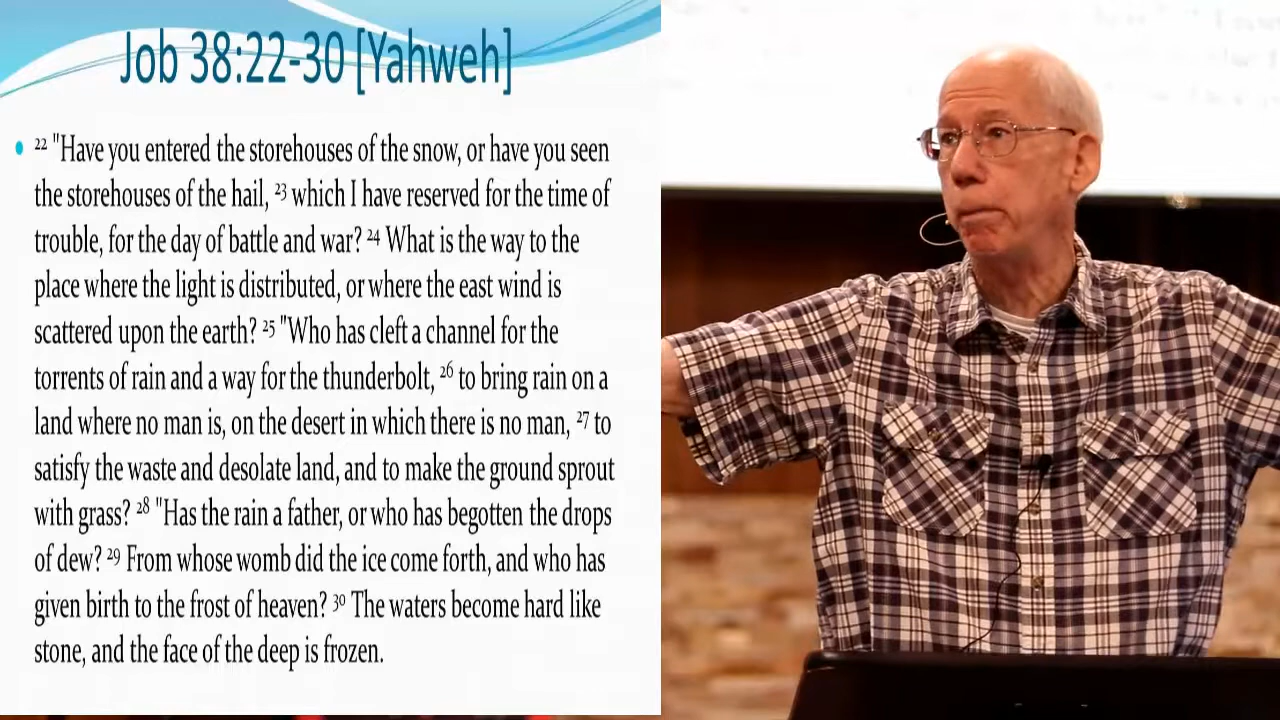 Job 38:22-30 [Yahweh]
• ²² "Have you entered the storehouses of the snow, or have you seen
the storehouses of the hail, ²³ which I have reserved for the time of
trouble, for the day of battle and war? ²⁴ What is the way to the
place where the light is distributed, or where the east wind is
scattered upon the earth? ²⁵ "Who has cleft a channel for the
torrents of rain and a way for the thunderbolt, ²⁶ to bring rain on a
land where no man is, on the desert in which there is no man, ²⁷ to
satisfy the waste and desolate land, and to make the ground sprout
with grass? ²⁸ "Has the rain a father, or who has begotten the drops
of dew? ²⁹ From whose womb did the ice come forth, and who has
given birth to the frost of heaven? ³⁰ The waters become hard like
stone, and the face of the deep is frozen.